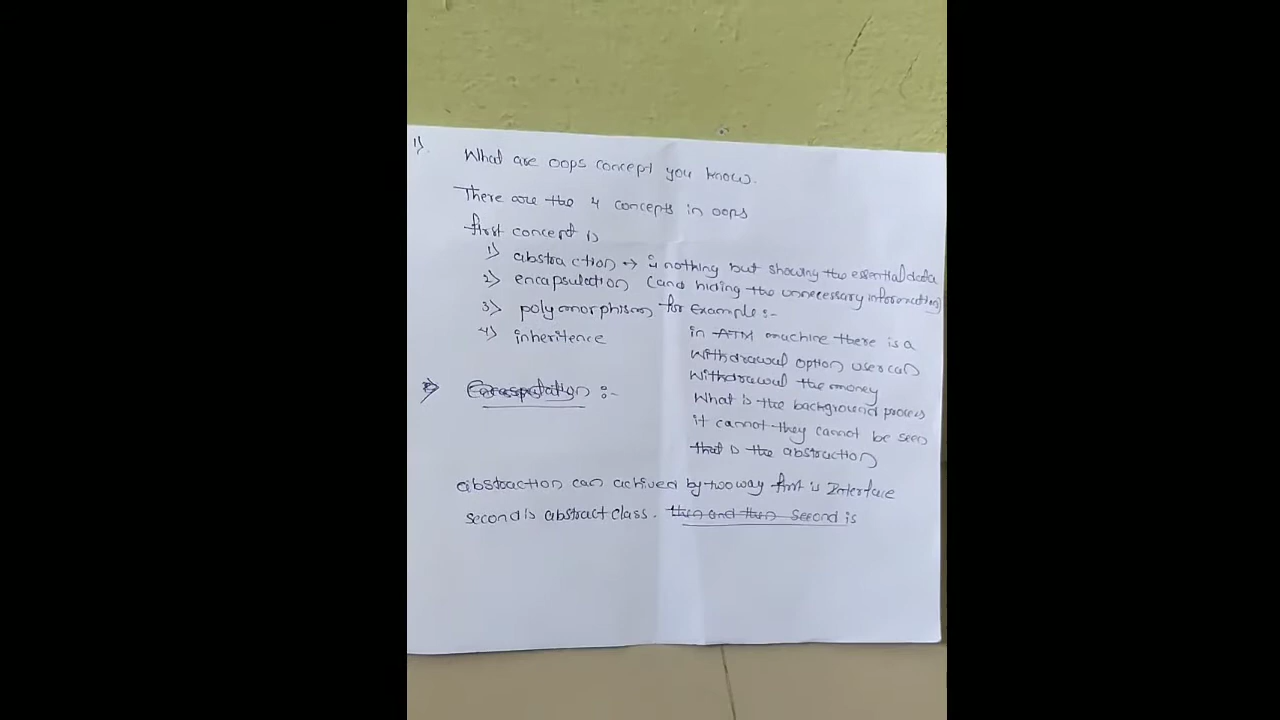 1)
What are oops concept you know.
There are the 4 concepts in oops
first concept is
1) abstraction → is nothing but showing the essential data
2) encapsulation (and hiding the unnecessary information)
3) polymorphism for example :-
4) inheritence
in ATM machine there is a
withdrawal option user can
withdrawal the money
What is the background process
it cannot they cannot be seen
that is the abstraction
:-
abstraction can achived by two way first is Interface
second is abstract class. then and then second is